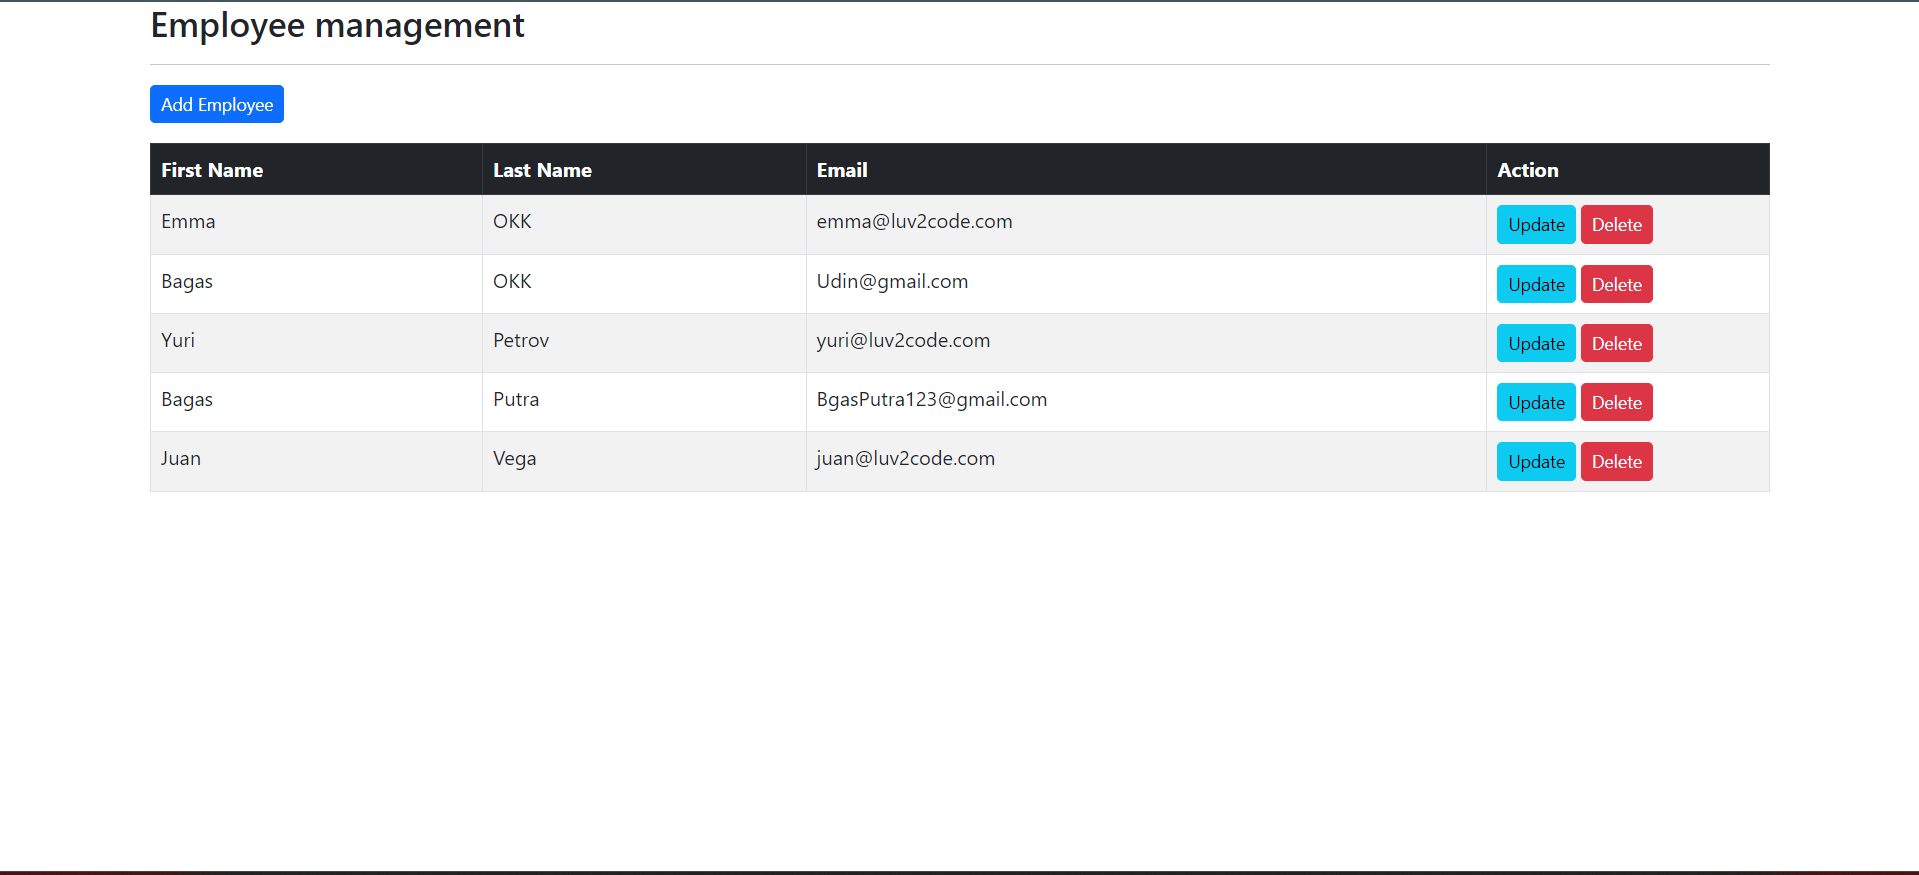 Employee management
Add Employee
First Name Last Name Email Action
Emma OKK emma@luv2code.com Update Delete
Bagas OKK Udin@gmail.com Update Delete
Yuri Petrov yuri@luv2code.com Update Delete
Bagas Putra BgasPutra123@gmail.com Update Delete
Juan Vega juan@luv2code.com Update Delete